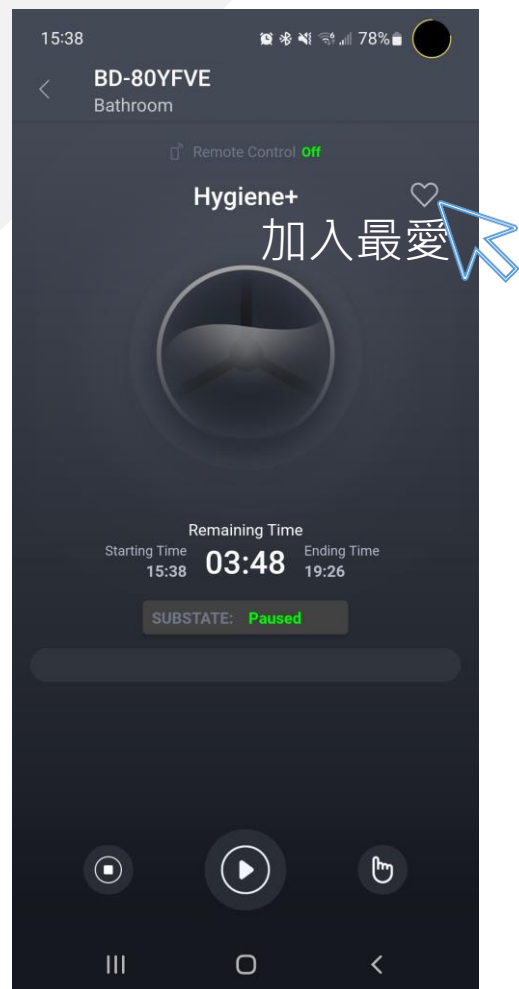 15:38 78%
BD-80YFVE
Bathroom
Remote Control Off
Hygiene+
加入最愛
Remaining Time
Starting Time 03:48 Ending Time
15:38 19:26
SUBSTATE: Paused